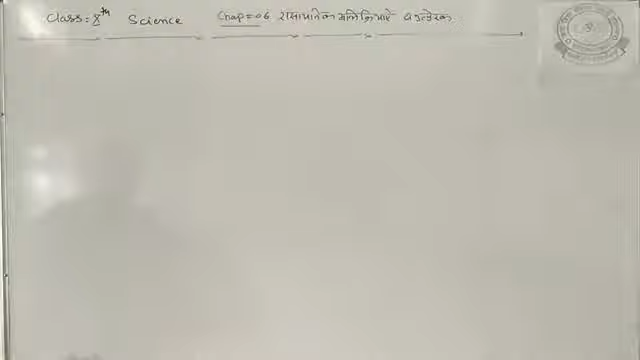 Class: 8th Science Chap=06 रासायनिक अभिक्रियाएँ व उत्प्रेरक